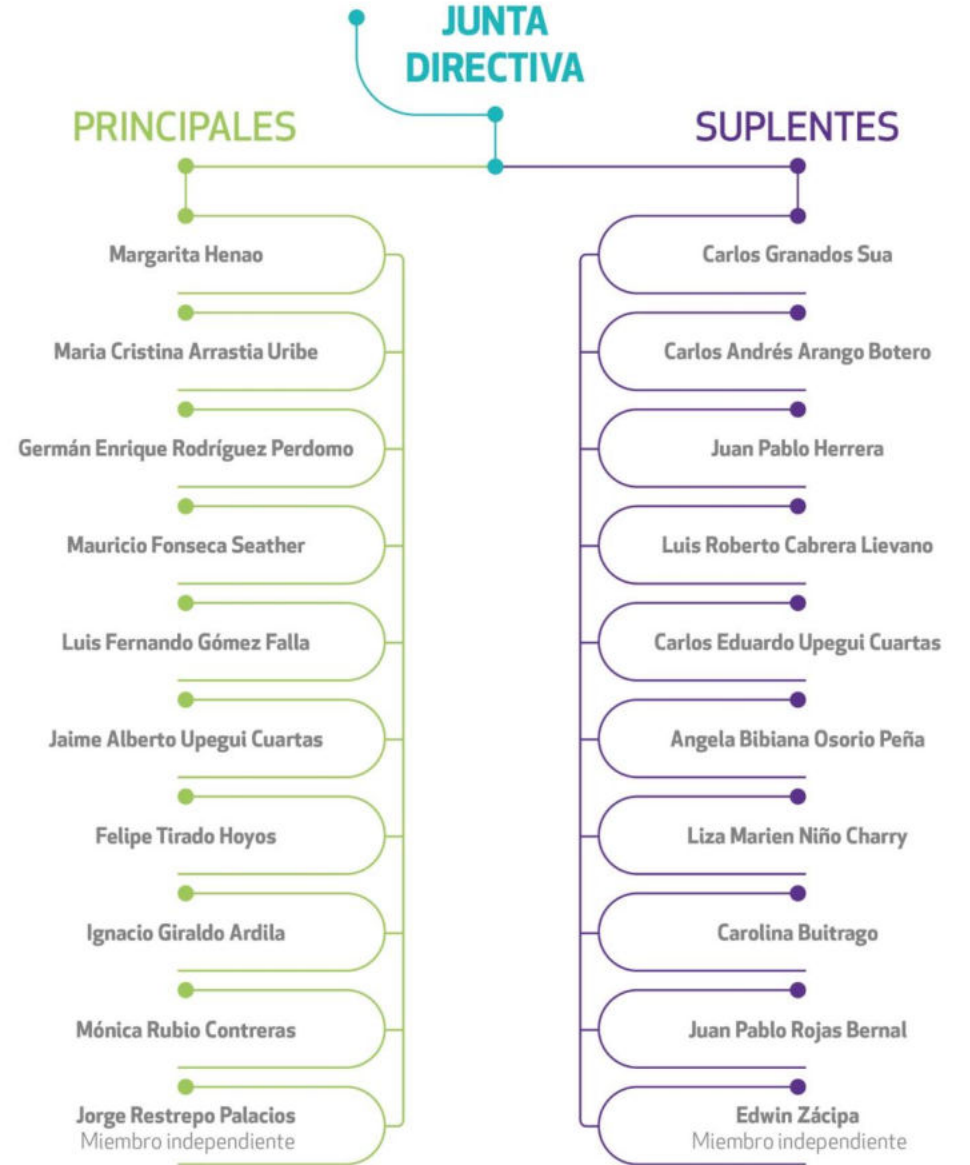 JUNTA
DIRECTIVA
PRINCIPALES
Margarita Henao
Maria Cristina Arrastia Uribe
Germán Enrique Rodríguez Perdomo
Mauricio Fonseca Seather
Luis Fernando Gómez Falla
Jaime Alberto Upegui Cuartas
Felipe Tirado Hoyos
Ignacio Giraldo Ardila
Mónica Rubio Contreras
Jorge Restrepo Palacios
Miembro independiente
SUPLENTES
Carlos Granados Sua
Carlos Andrés Arango Botero
Juan Pablo Herrera
Luis Roberto Cabrera Lievano
Carlos Eduardo Upegui Cuartas
Angela Bibiana Osorio Peña
Liza Marien Niño Charry
Carolina Buitrago
Juan Pablo Rojas Bernal
Edwin Zácipa
Miembro independiente